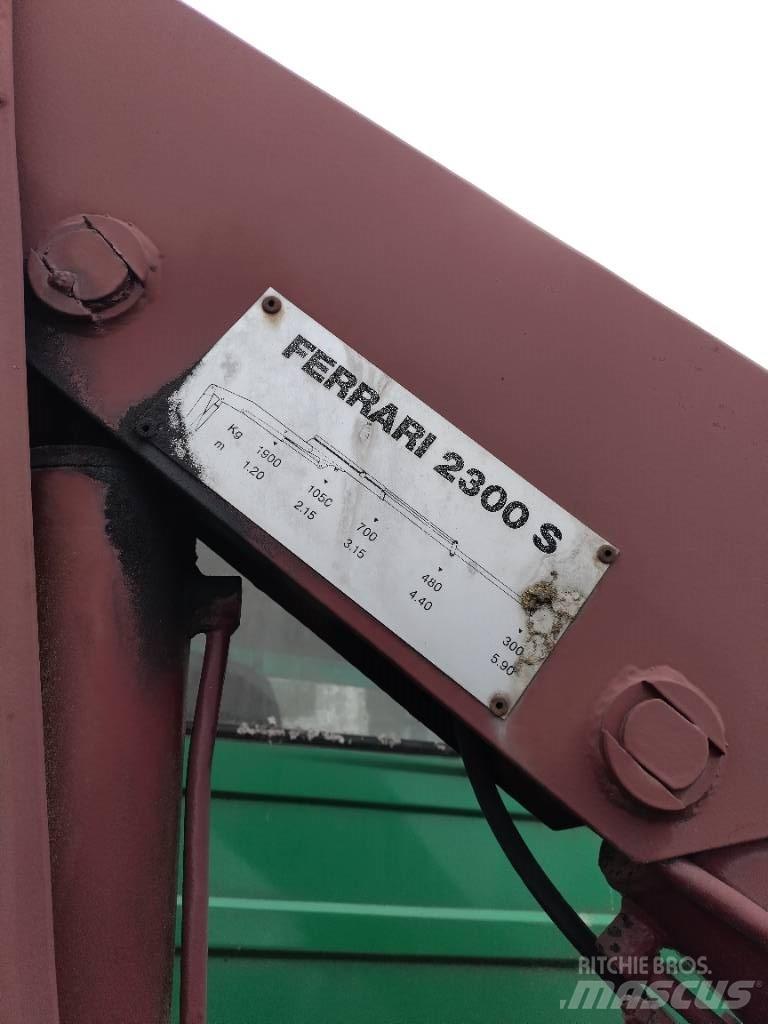 FERRARI 2300 S
Kg 1900 1050 700 480 300
m 1.20 2.15 3.15 4.40 5.90
RITCHIE BROS.
MASCUS